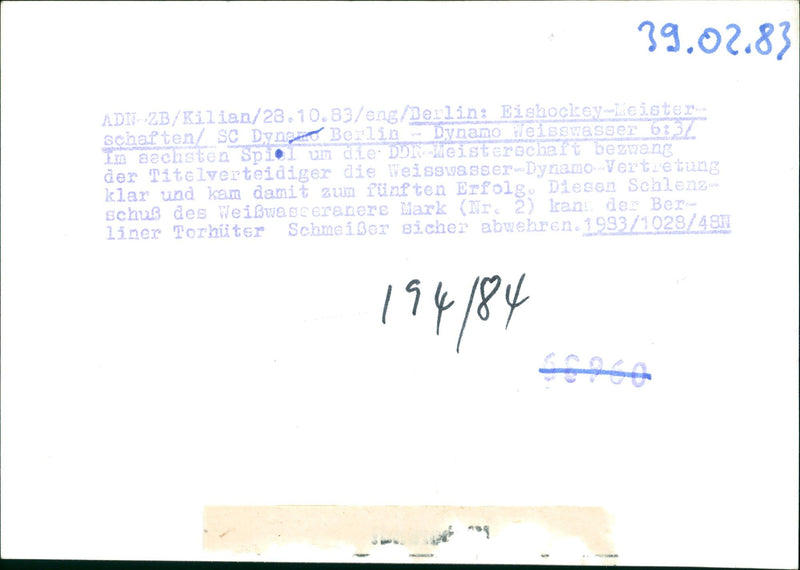 39.02.83
ADN-ZB/Kilian/28.10.83/eng/Berlin: Eishockey-Meister-
schaften/ SC Dynamo Berlin - Dynamo Weisswasser 6:3/
Im sechsten Spiel um die DDR-Meisterschaft bezwang
der Titelverteidiger die Weisswasser-Dynamo-Vertretung
klar und kam damit zum fünften Erfolg. Diesen Schlenz-
schuß des Weißwasseraners Mark (Nr. 2) kann der Ber-
liner Torhüter Schmeißer sicher abwehren. 1983/1028/48N
194/84